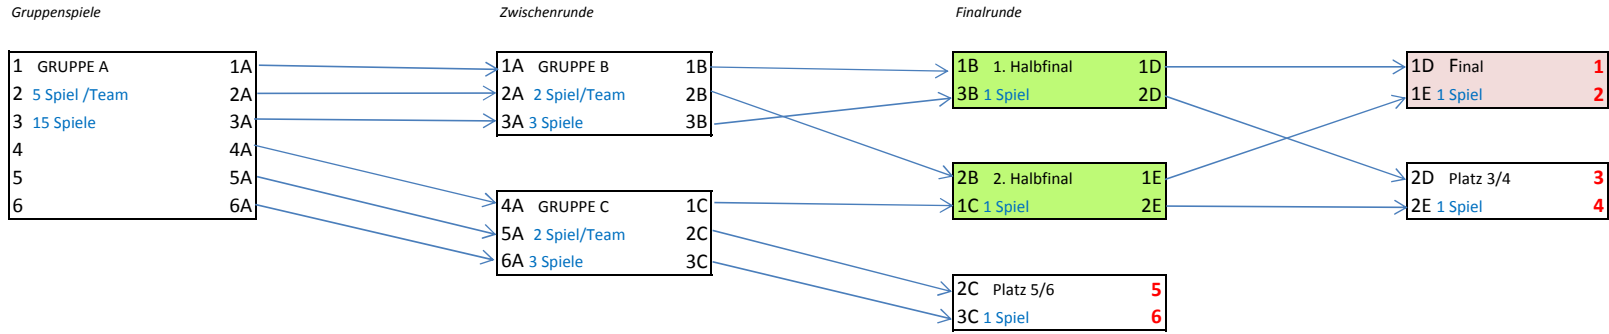 Gruppenspiele Zwischenrunde Finalrunde
1 GRUPPE A 1A
2 5 Spiel /Team 2A
3 15 Spiele 3A
4 4A
5 5A
6 6A
1A GRUPPE B 1B
2A 2 Spiel/Team 2B
3A 3 Spiele 3B
4A GRUPPE C 1C
5A 2 Spiel/Team 2C
6A 3 Spiele 3C
1B 1. Halbfinal 1D
3B 1 Spiel 2D
2B 2. Halbfinal 1E
1C 1 Spiel 2E
2C Platz 5/6 5
3C 1 Spiel 6
1D Final 1
1E 1 Spiel 2
2D Platz 3/4 3
2E 1 Spiel 4